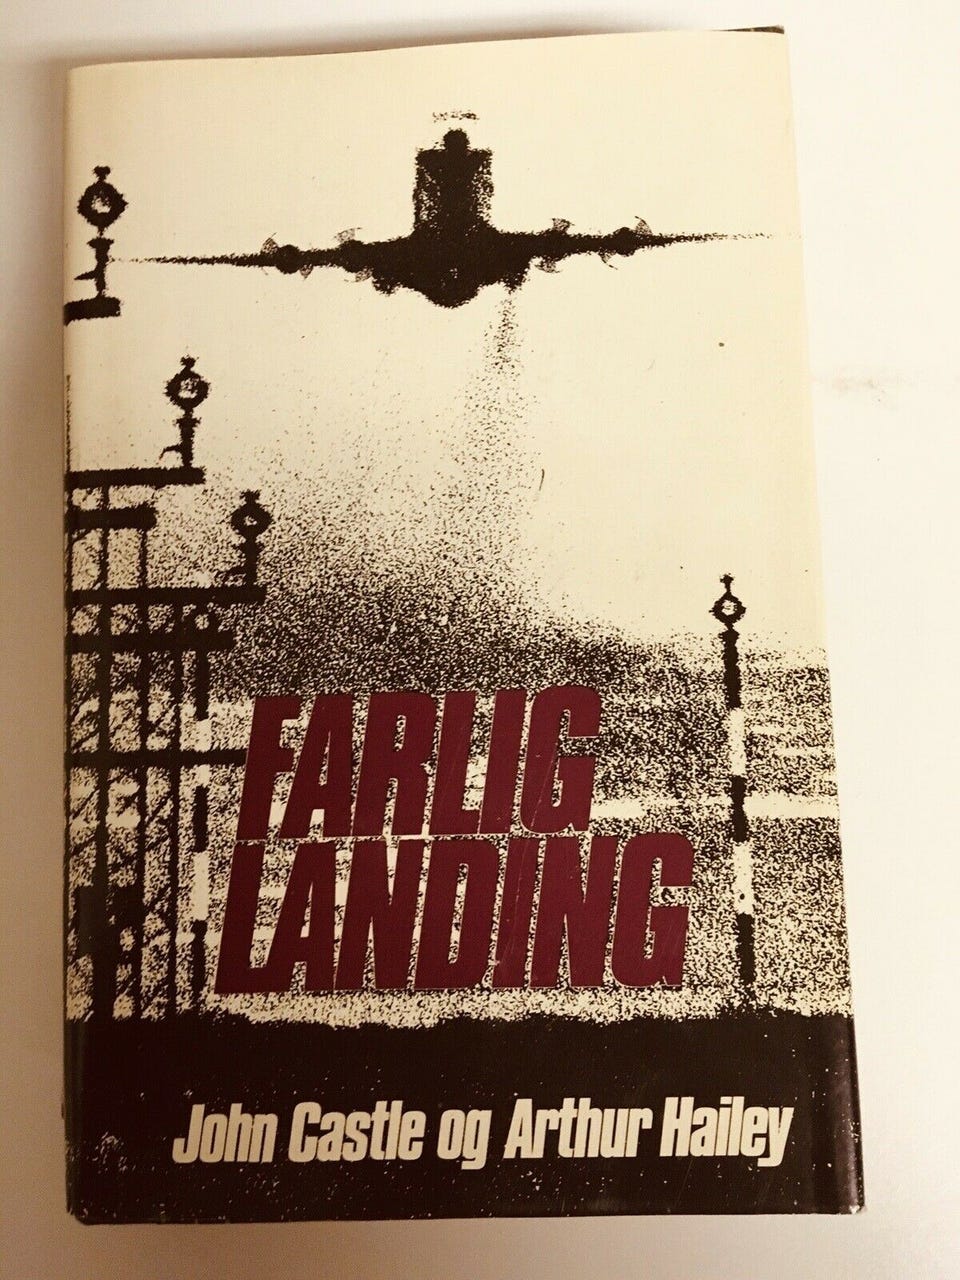 FARLIG
LANDING
John Castle og Arthur Hailey